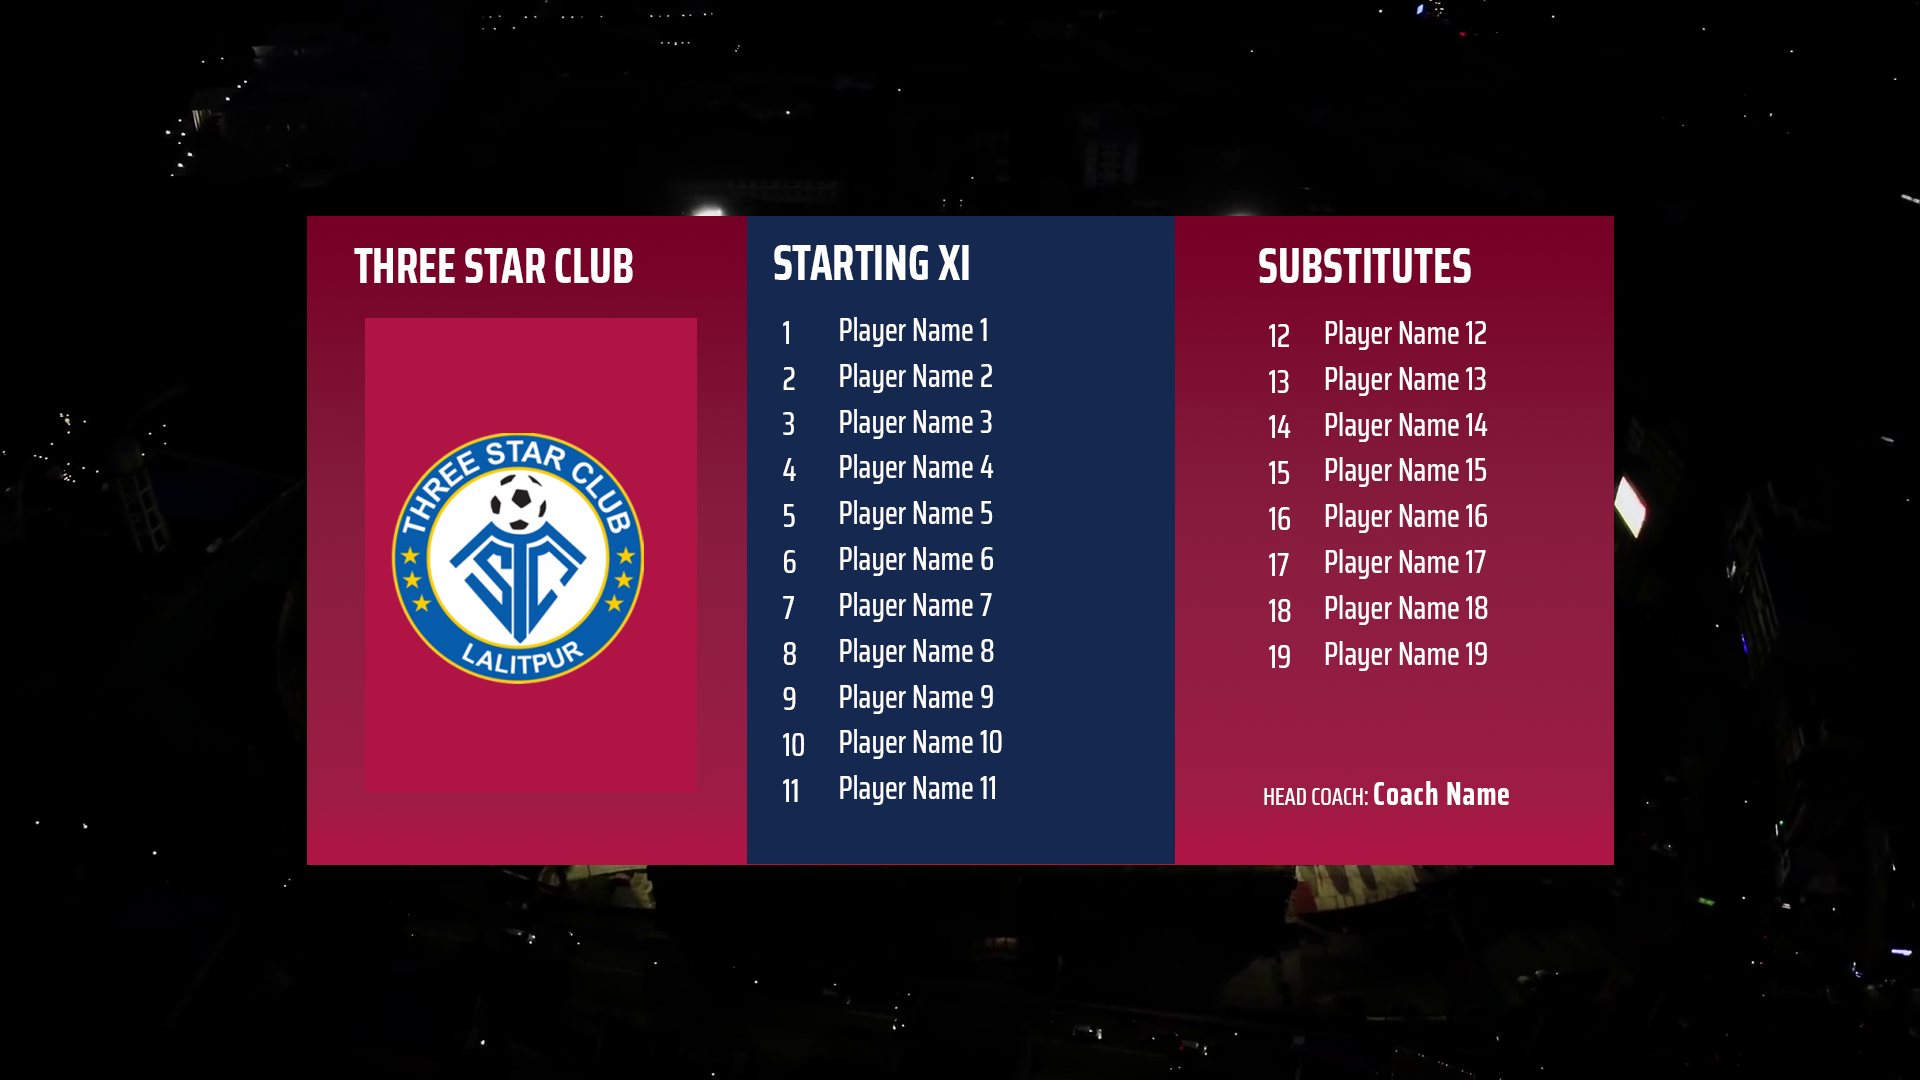 THREE STAR CLUB
THREE STAR CLUB
TSC
LALITPUR
STARTING XI
1 Player Name 1
2 Player Name 2
3 Player Name 3
4 Player Name 4
5 Player Name 5
6 Player Name 6
7 Player Name 7
8 Player Name 8
9 Player Name 9
10 Player Name 10
11 Player Name 11
SUBSTITUTES
12 Player Name 12
13 Player Name 13
14 Player Name 14
15 Player Name 15
16 Player Name 16
17 Player Name 17
18 Player Name 18
19 Player Name 19
HEAD COACH: Coach Name